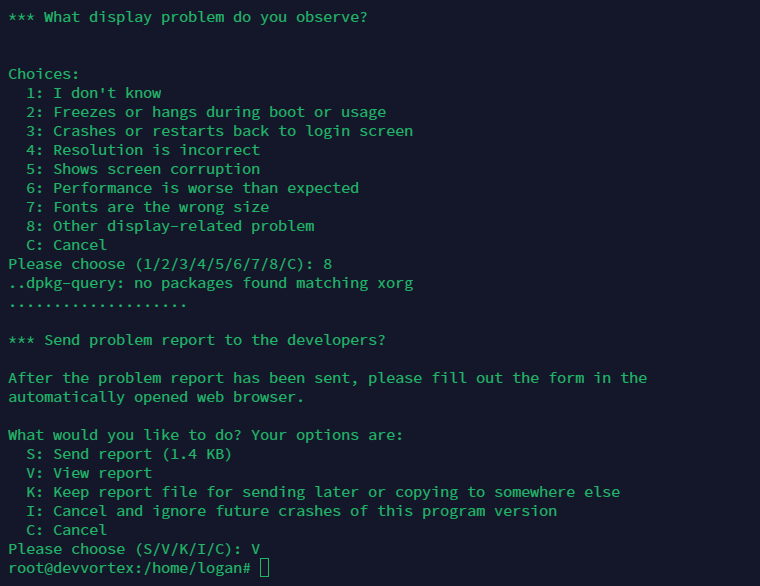 *** What display problem do you observe?
Choices:
1: I don't know
2: Freezes or hangs during boot or usage
3: Crashes or restarts back to login screen
4: Resolution is incorrect
5: Shows screen corruption
6: Performance is worse than expected
7: Fonts are the wrong size
8: Other display-related problem
C: Cancel
Please choose (1/2/3/4/5/6/7/8/C): 8
..dpkg-query: no packages found matching xorg
....................
*** Send problem report to the developers?
After the problem report has been sent, please fill out the form in the
automatically opened web browser.
What would you like to do? Your options are:
S: Send report (1.4 KB)
V: View report
K: Keep report file for sending later or copying to somewhere else
I: Cancel and ignore future crashes of this program version
C: Cancel
Please choose (S/V/K/I/C): V
root@devvortex:/home/logan#